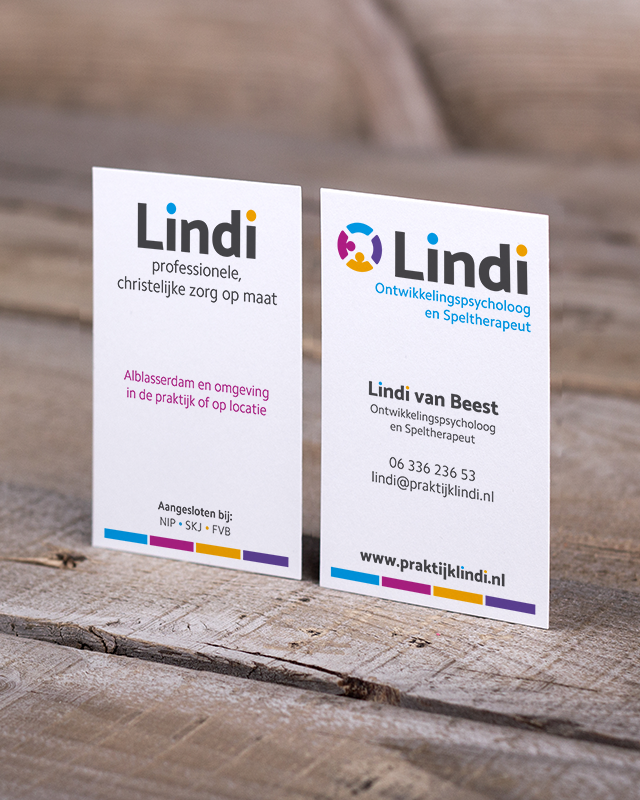 Lindi
professionele,
christelijke zorg op maat
Alblasserdam en omgeving
in de praktijk of op locatie
Aangesloten bij:
NIP • SKJ • FVB
Lindi
Ontwikkelingspsycholoog
en Speltherapeut
Lindi van Beest
Ontwikkelingspsycholoog
en Speltherapeut
06 336 236 53
lindi@praktijklindi.nl
www.praktijklindi.nl